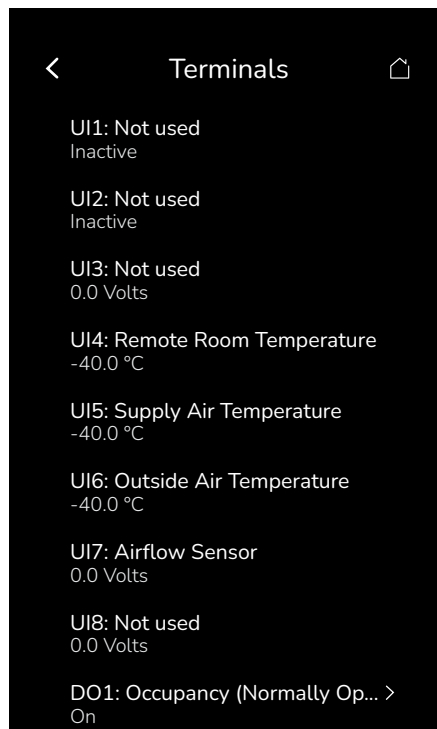 Terminals
UI1: Not used
Inactive
UI2: Not used
Inactive
UI3: Not used
0.0 Volts
UI4: Remote Room Temperature
-40.0 °C
UI5: Supply Air Temperature
-40.0 °C
UI6: Outside Air Temperature
-40.0 °C
UI7: Airflow Sensor
0.0 Volts
UI8: Not used
0.0 Volts
DO1: Occupancy (Normally Op...
On